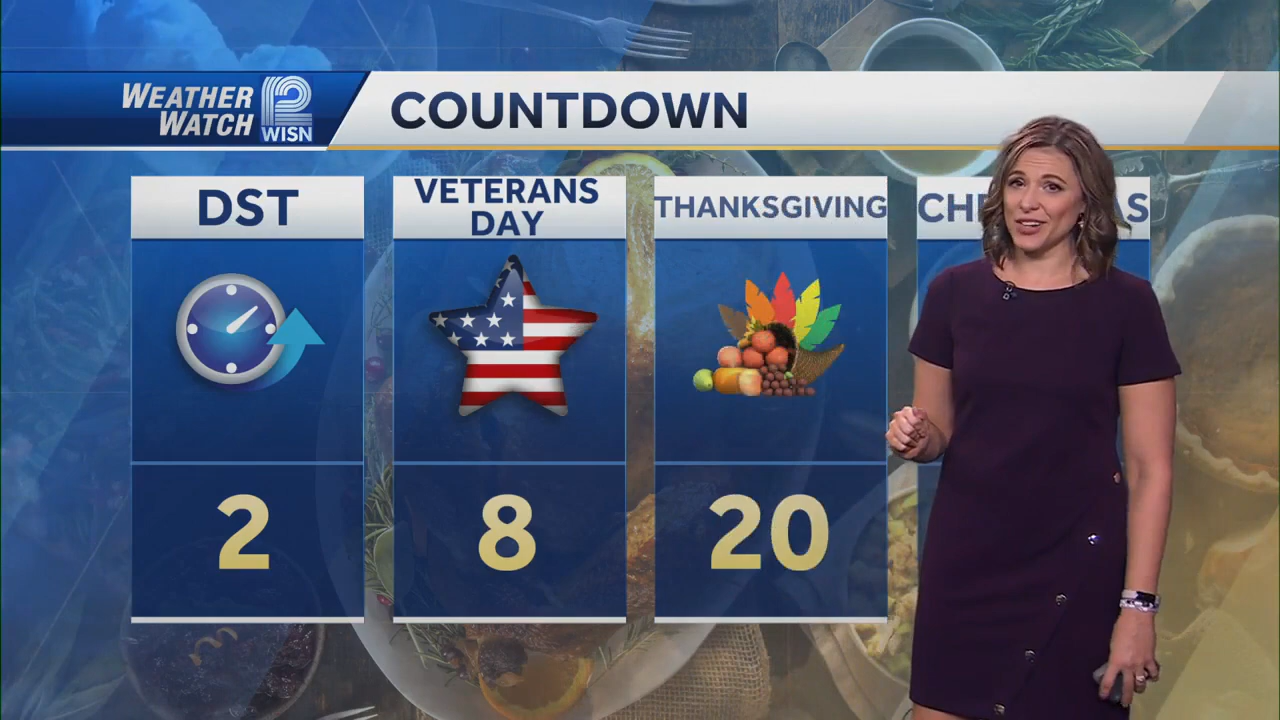 WEATHER
WATCH
12
WISN
COUNTDOWN
DST
VETERANS
DAY
THANKSGIVING
2
8
20